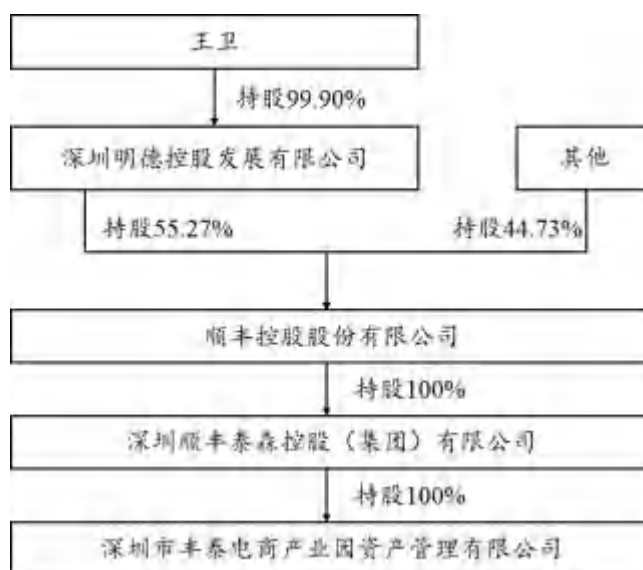 王卫
持股99.90%
深圳明德控股发展有限公司
其他
持股55.27%
持股44.73%
顺丰控股股份有限公司
持股100%
深圳顺丰泰森控股（集团）有限公司
持股100%
深圳市丰泰电商产业园资产管理有限公司